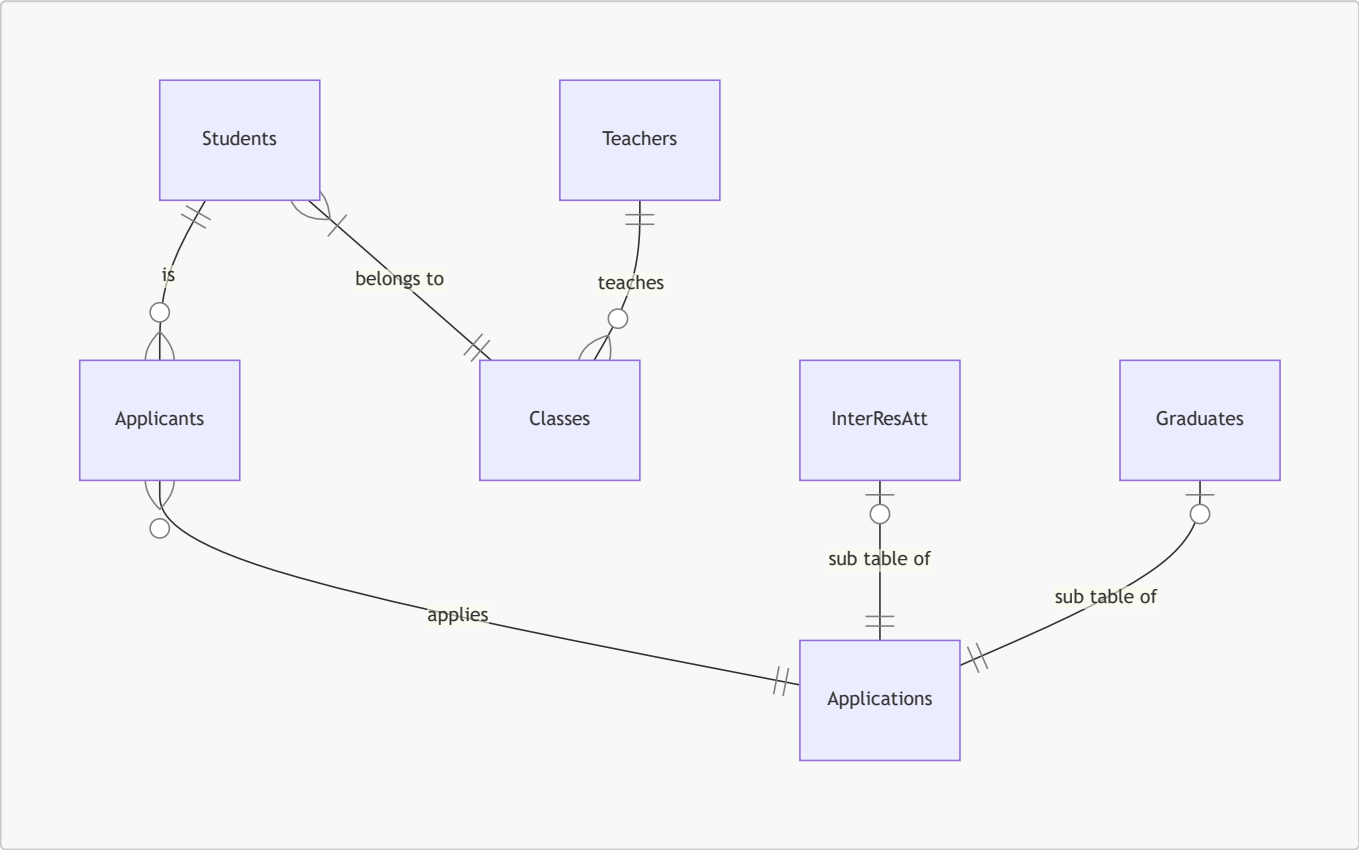 Students
Teachers
is
belongs to
teaches
Applicants
Classes
InterResAtt
Graduates
sub table of
sub table of
applies
Applications